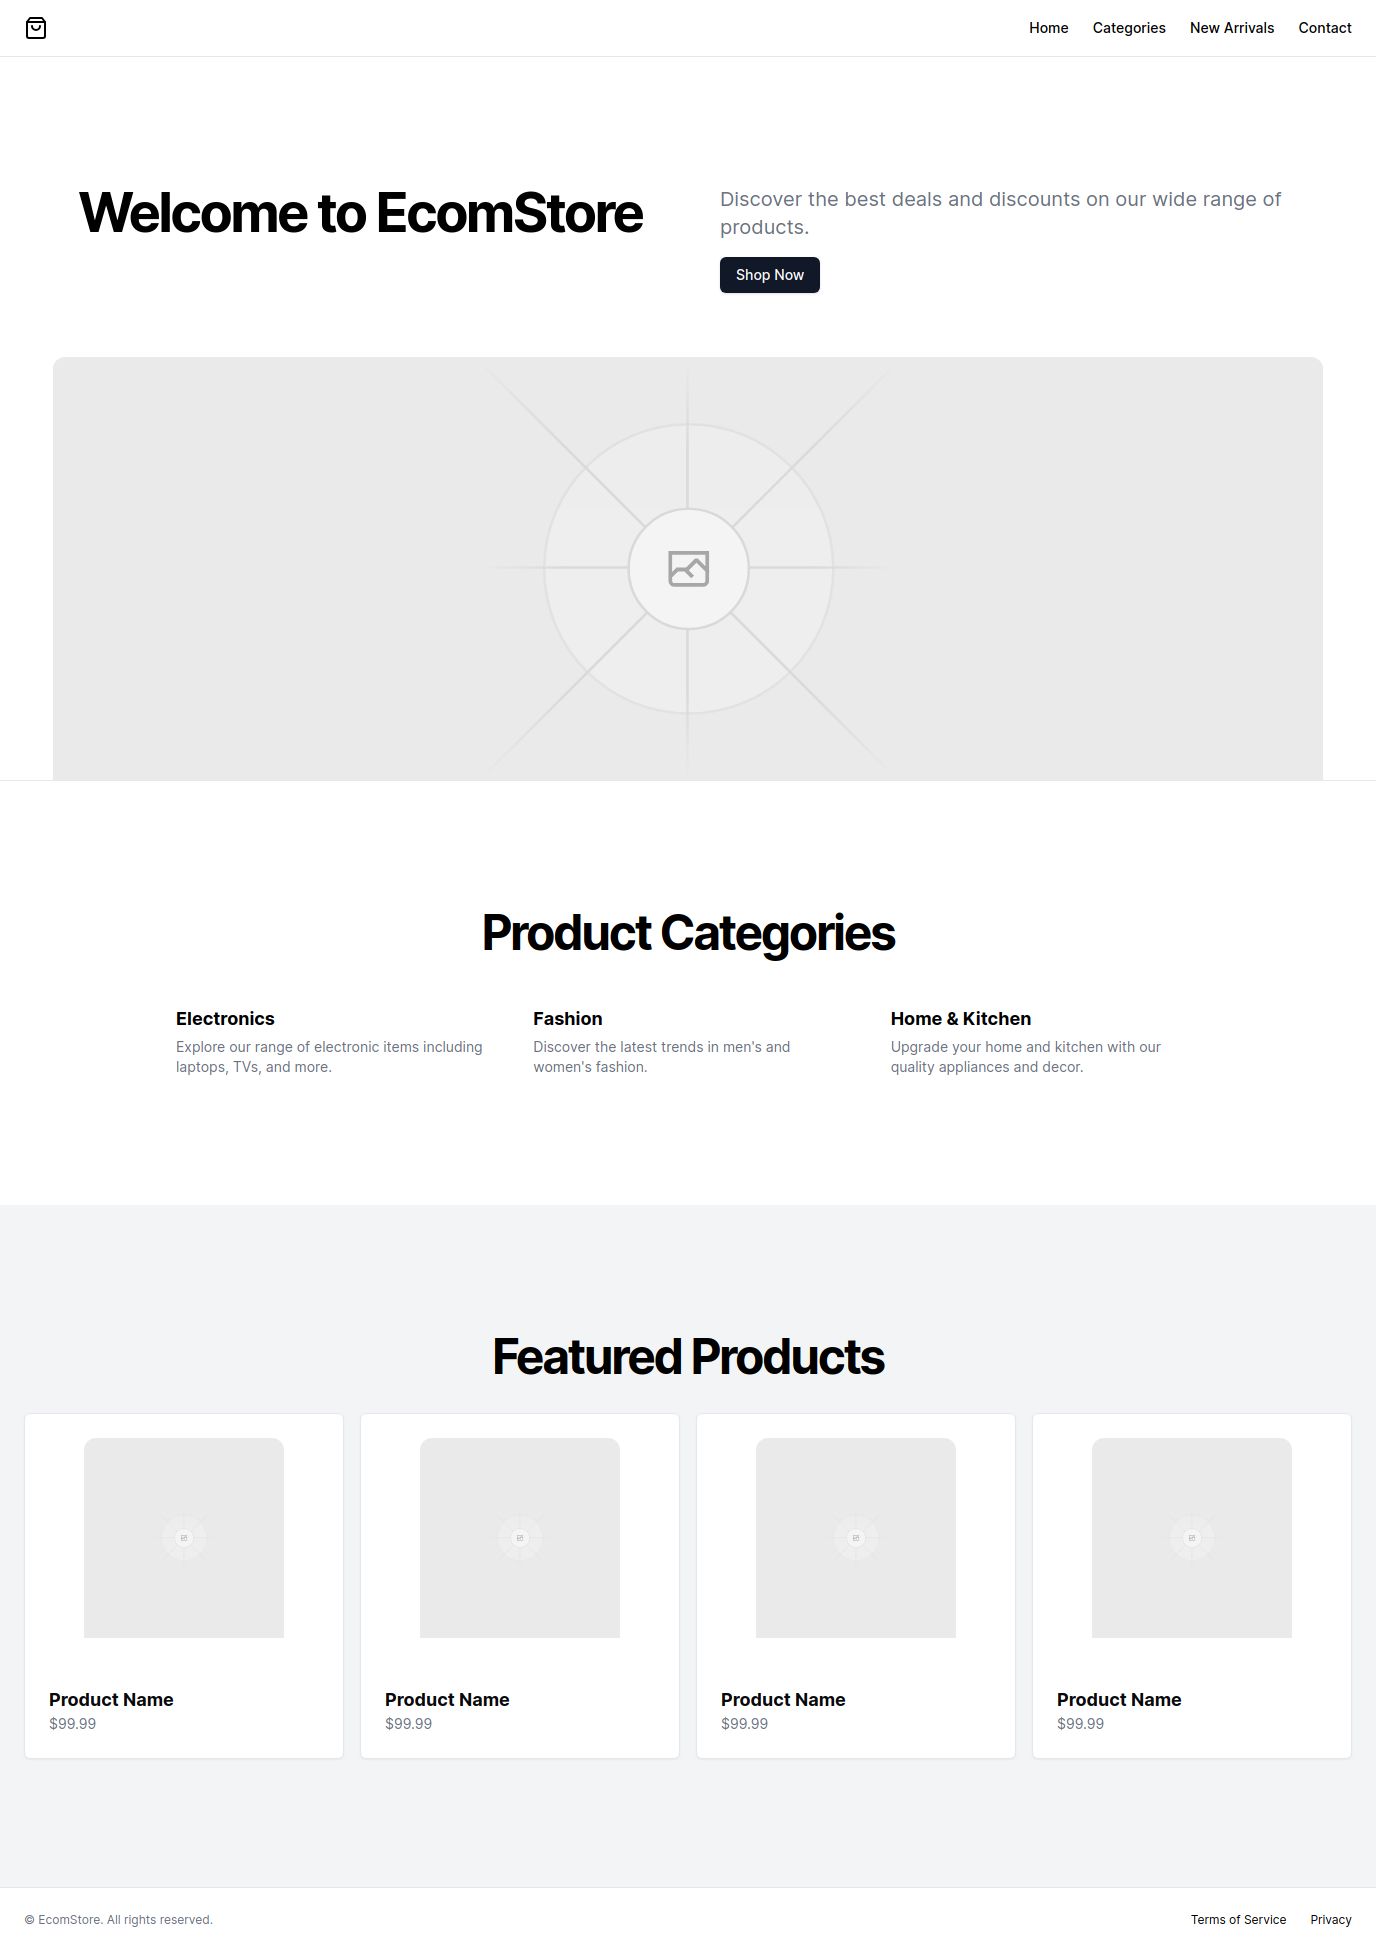 Home Categories New Arrivals Contact
Welcome to EcomStore
Discover the best deals and discounts on our wide range of
products.
Shop Now
Product Categories
Electronics
Explore our range of electronic items including
laptops, TVs, and more.
Fashion
Discover the latest trends in men's and
women's fashion.
Home & Kitchen
Upgrade your home and kitchen with our
quality appliances and decor.
Featured Products
Product Name
$99.99
Product Name
$99.99
Product Name
$99.99
Product Name
$99.99
© EcomStore. All rights reserved.
Terms of Service Privacy